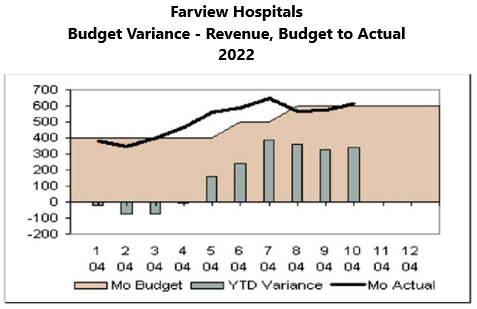 Farview Hospitals
Budget Variance - Revenue, Budget to Actual
2022
700
600
500
400
300
200
100
0
-100
-200
1 2 3 4 5 6 7 8 9 10 11 12
04 04 04 04 04 04 04 04 04 04 04 04
Mo Budget YTD Variance Mo Actual